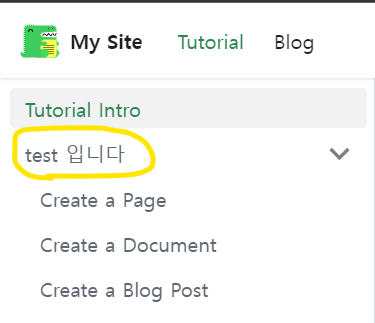 My Site Tutorial Blog
Tutorial Intro
test 입니다
Create a Page
Create a Document
Create a Blog Post